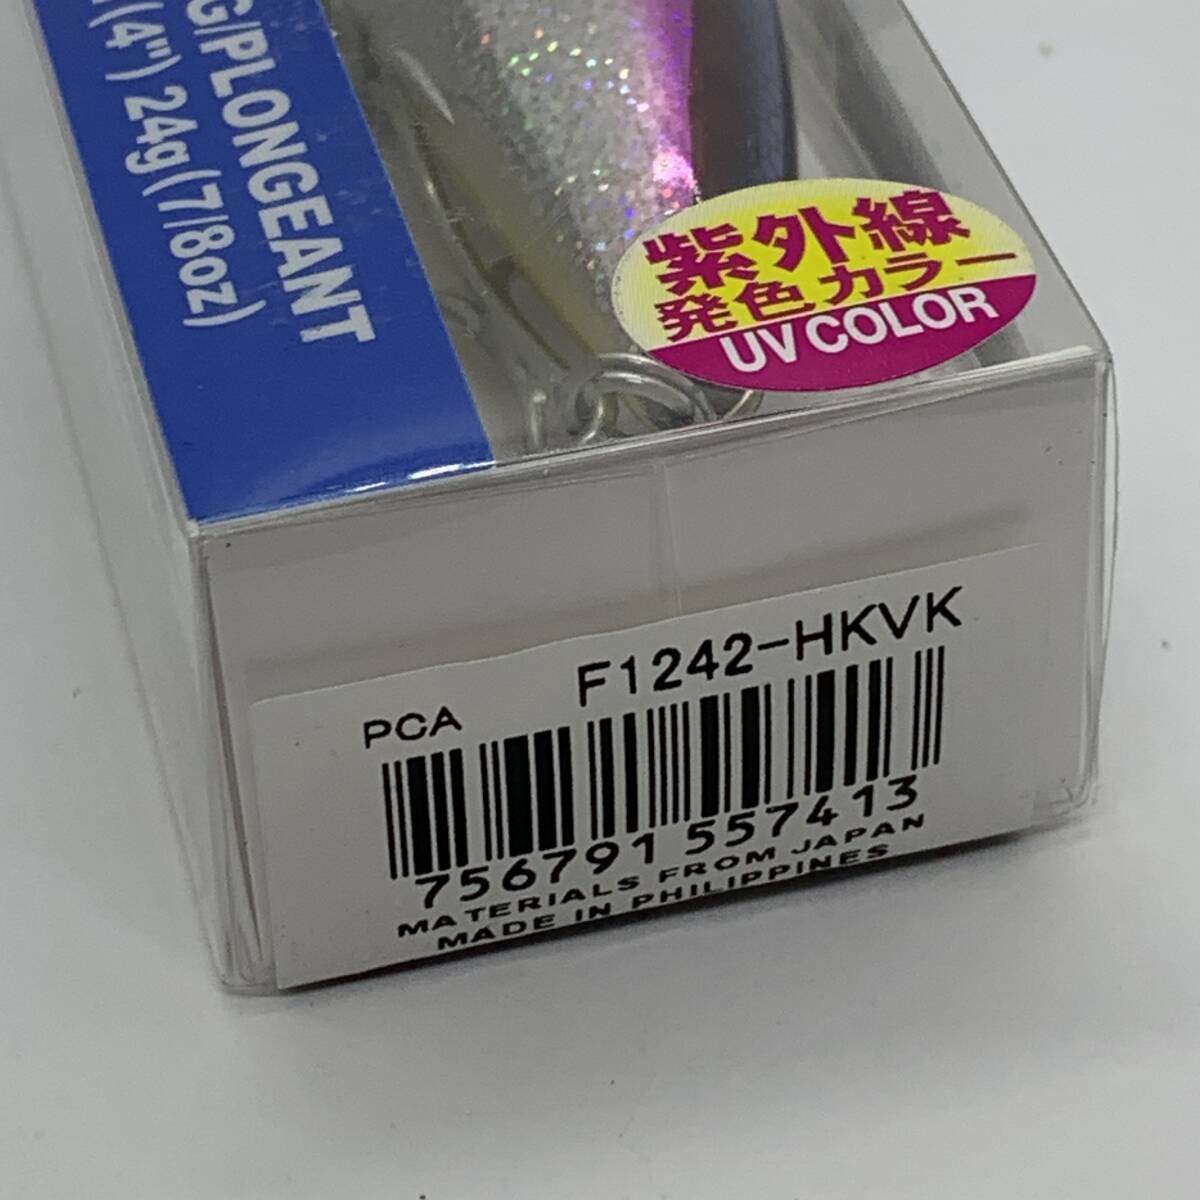 G/PLONGEANT
(4") 24g(7/8oz)
紫外線
発色カラー
UV COLOR
PCA F1242-HKVK
756791 557413
MATERIALS FROM JAPAN
MADE IN PHILIPPINES